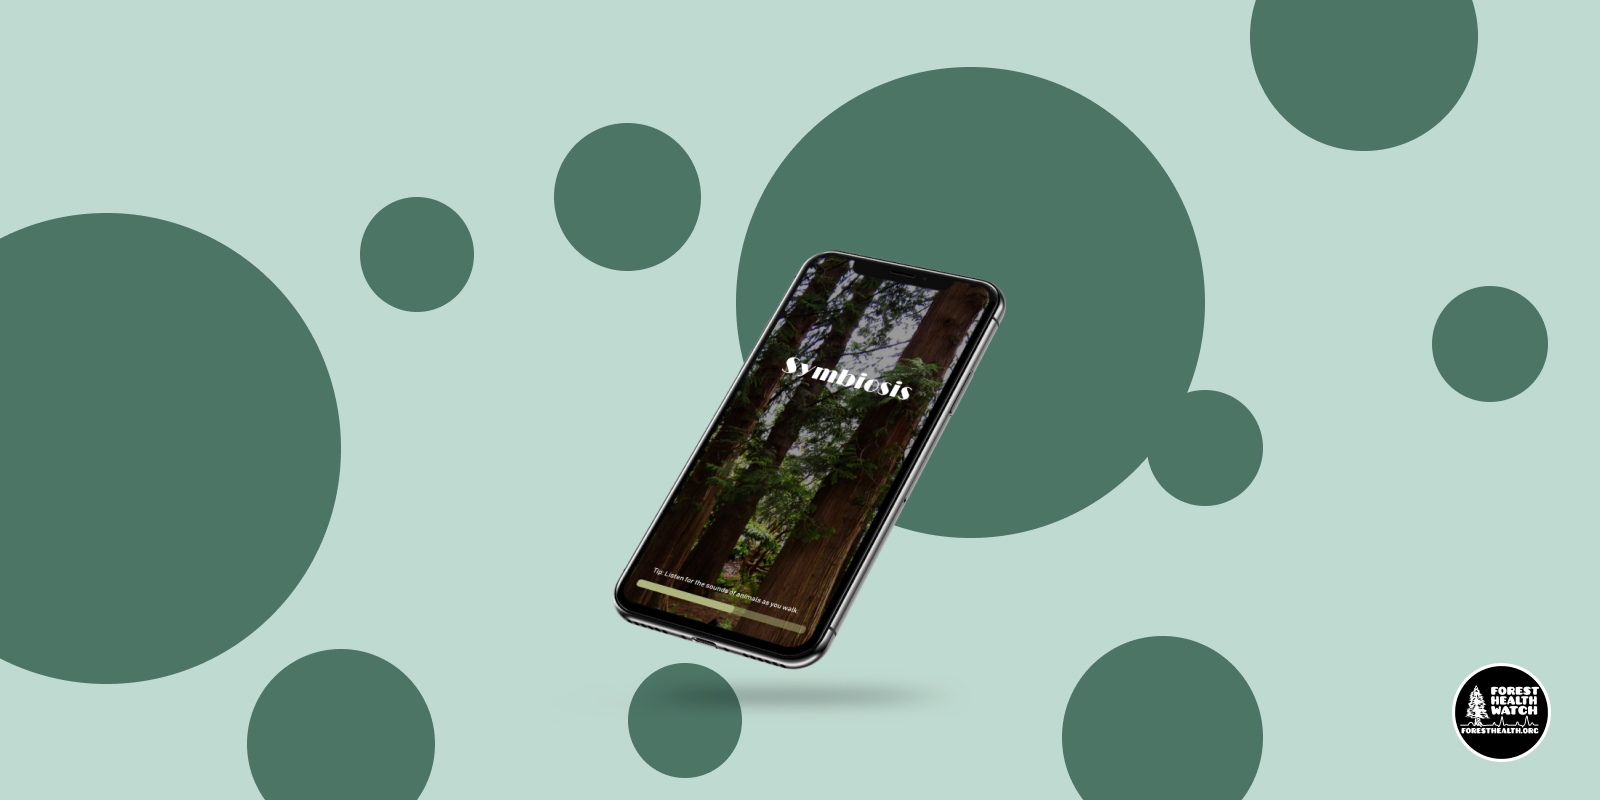 Symbiosis
Tip: Listen for the sounds of animals as you walk
FOREST
HEALTH
WATCH
FORESTHEALTH.ORG